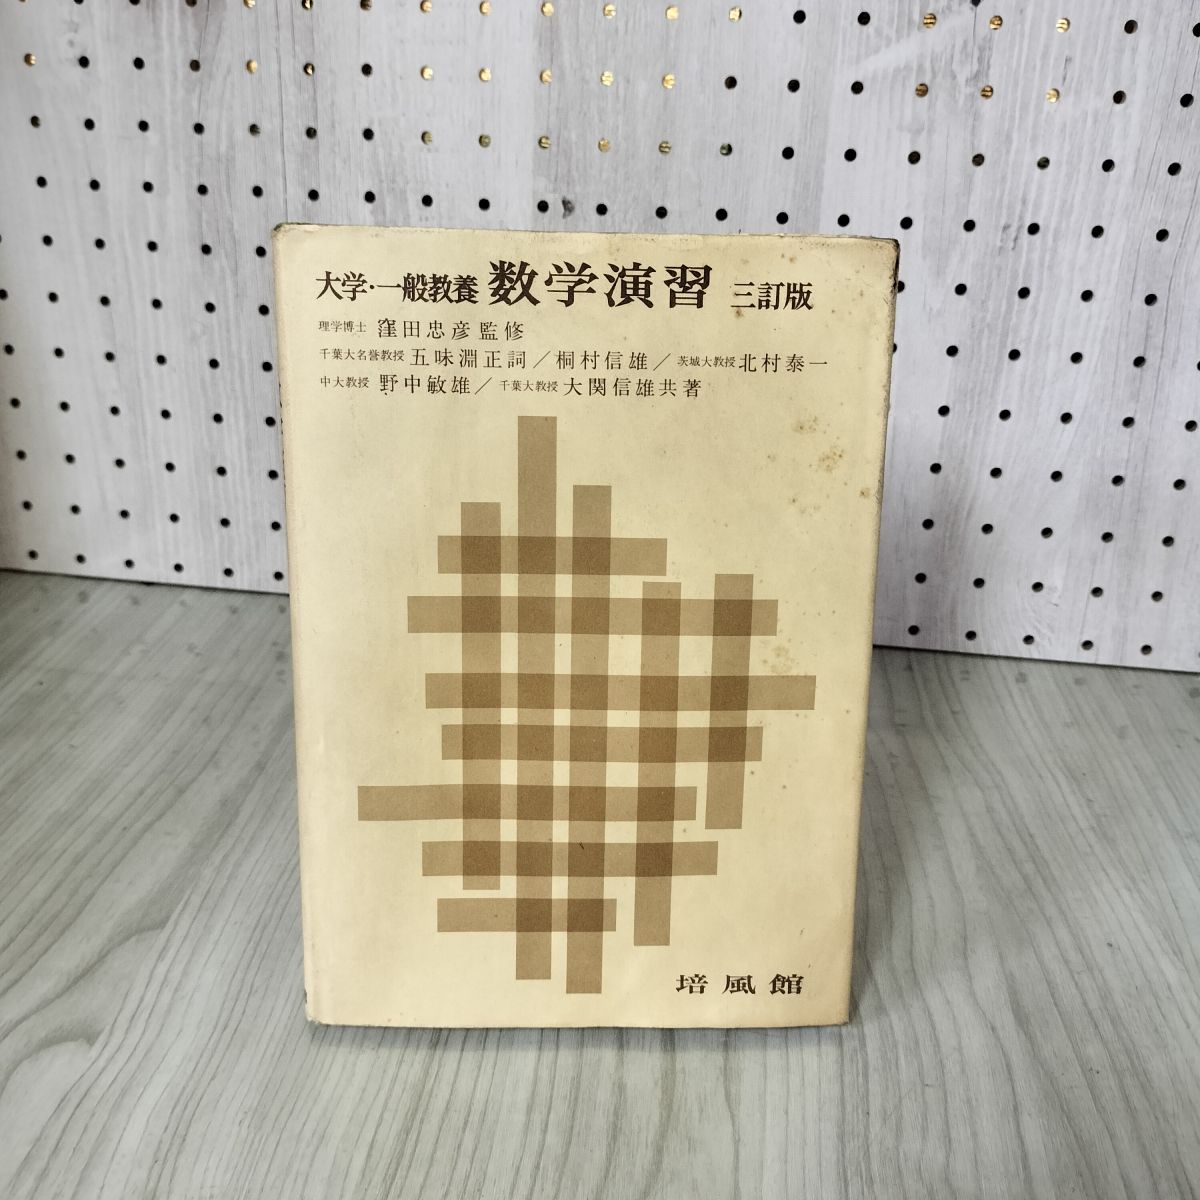 大学・一般教養 数学演習 三訂版
理学博士 窪田忠彦監修
千葉大名誉教授 五味淵正詞／桐村信雄／茨城大教授 北村泰一
中大教授 野中敏雄／千葉大教授 大関信雄共著
培風館